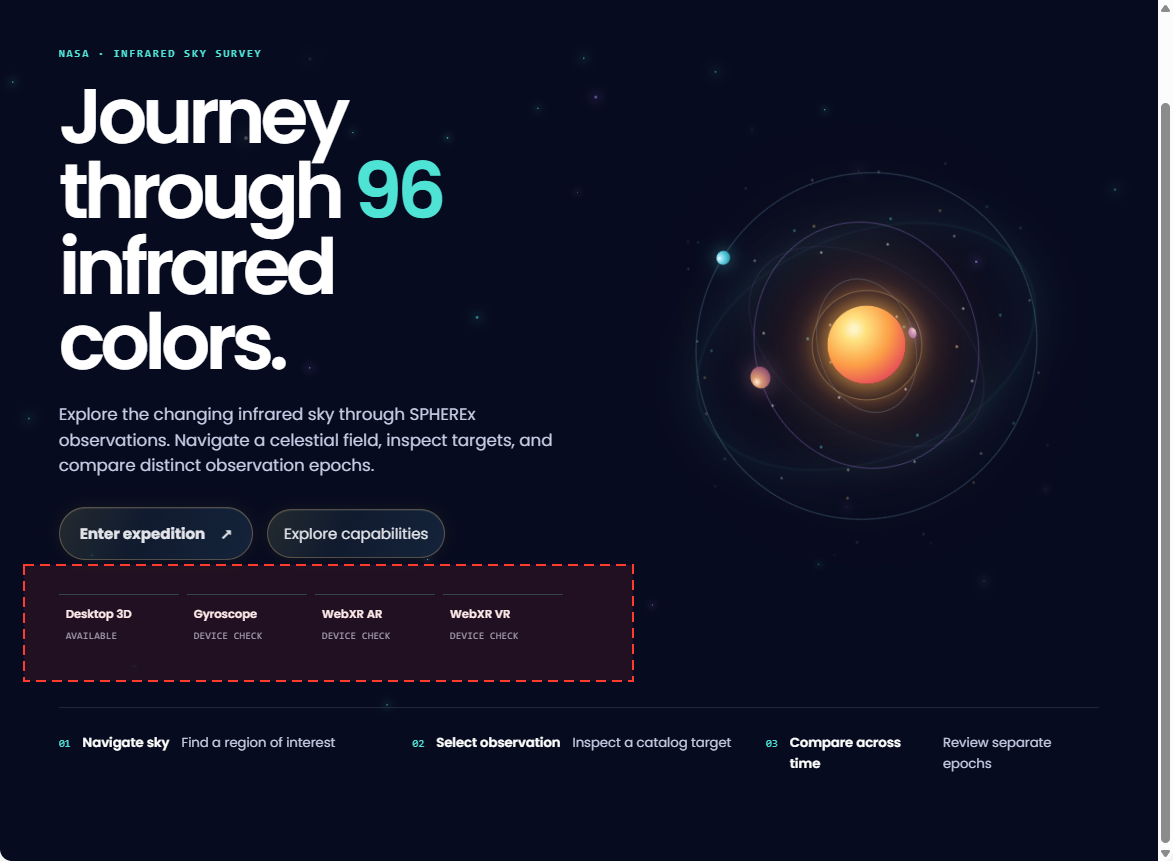 NASA · INFRARED SKY SURVEY
Journey
through 96
infrared
colors.
Explore the changing infrared sky through SPHEREx
observations. Navigate a celestial field, inspect targets, and
compare distinct observation epochs.
Enter expedition ↗
Explore capabilities
Desktop 3D
AVAILABLE
Gyroscope
DEVICE CHECK
WebXR AR
DEVICE CHECK
WebXR VR
DEVICE CHECK
01 Navigate sky Find a region of interest
02 Select observation Inspect a catalog target
03 Compare across
time
Review separate
epochs